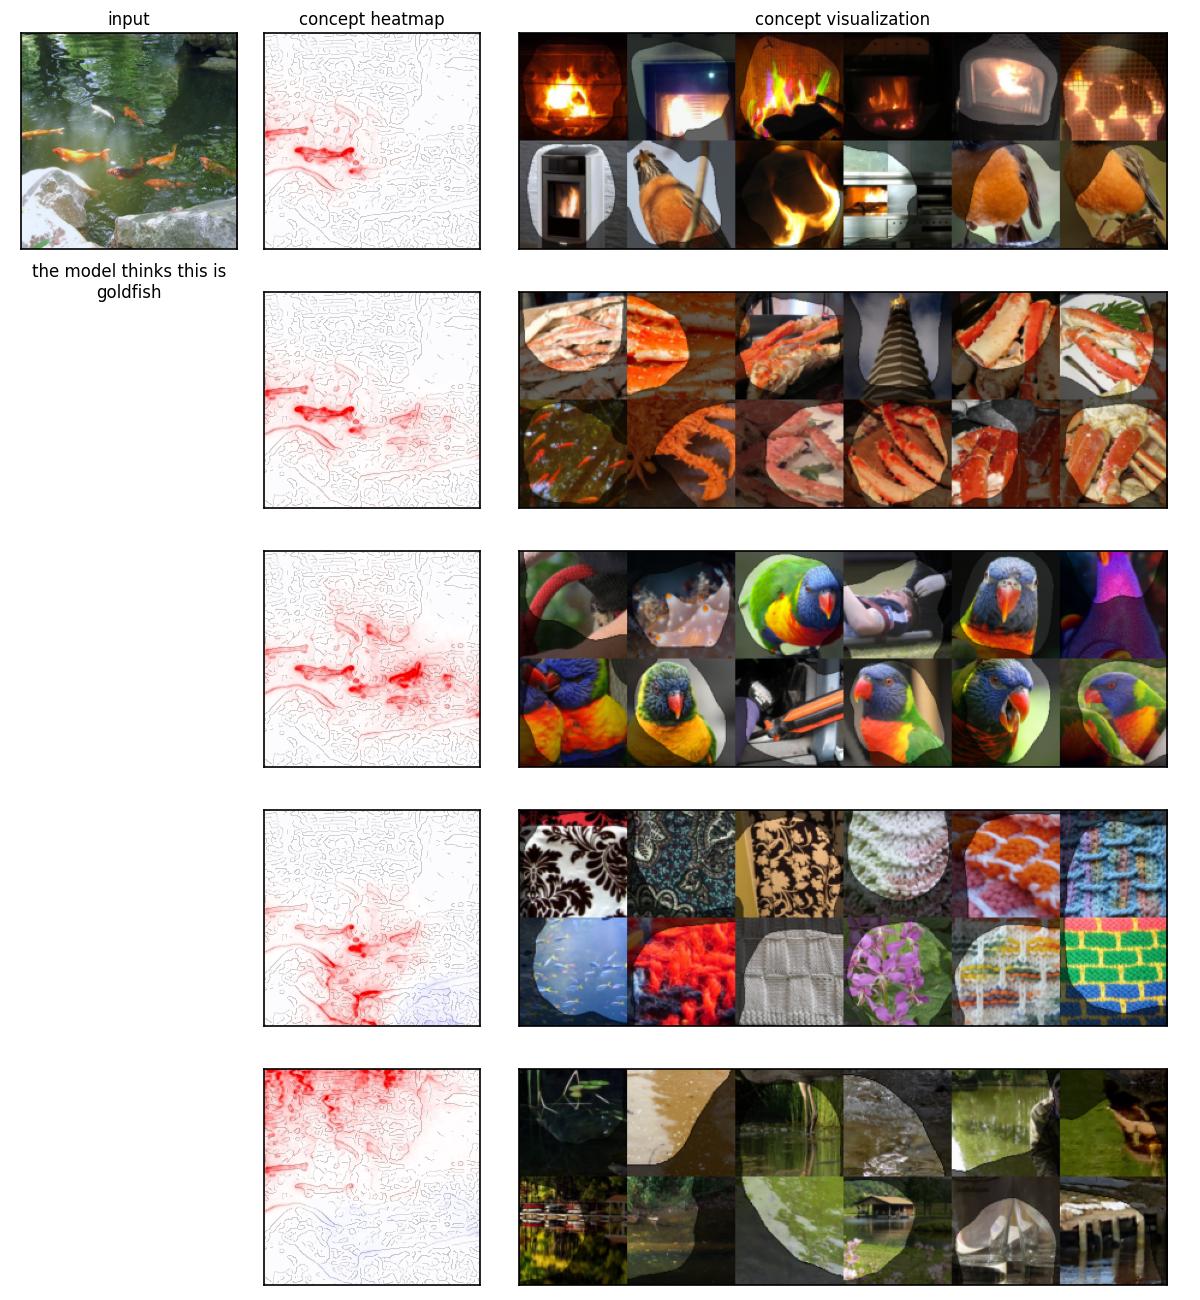 input
concept heatmap
concept visualization
the model thinks this is
goldfish